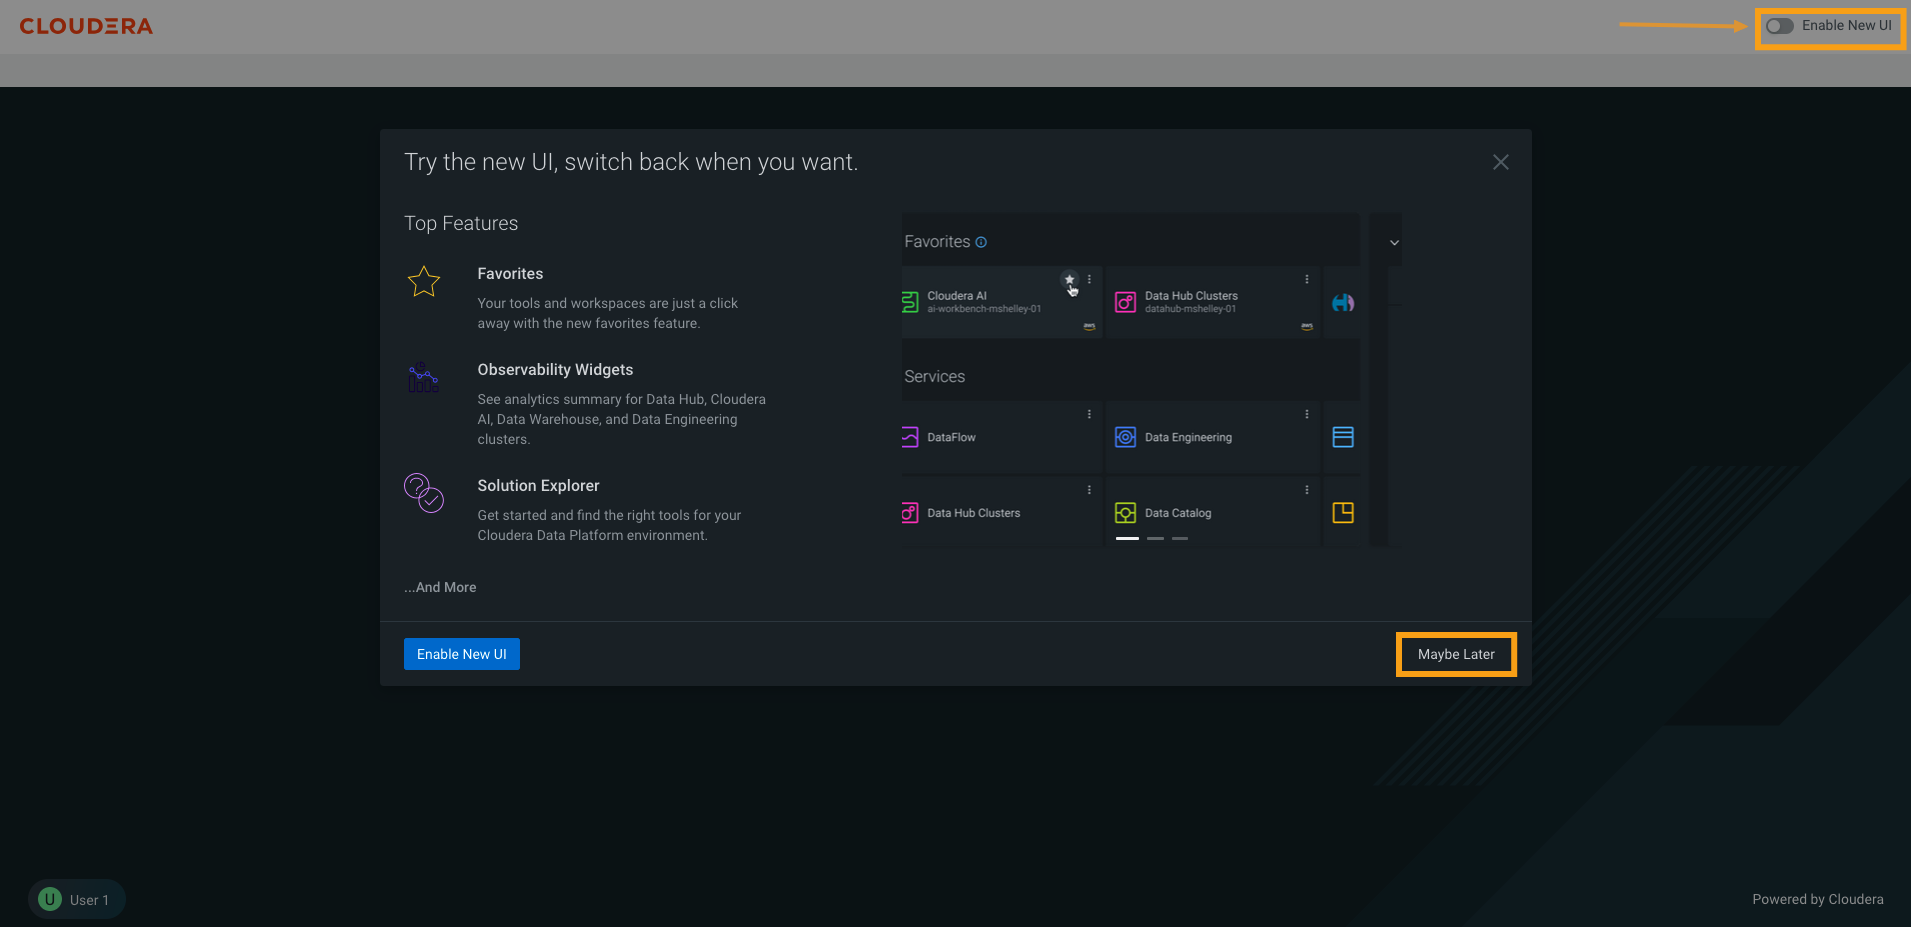 CLOUDERA
Enable New UI
Try the new UI, switch back when you want.
Top Features
Favorites
Your tools and workspaces are just a click
away with the new favorites feature.
Observability Widgets
See analytics summary for Data Hub, Cloudera
AI, Data Warehouse, and Data Engineering
clusters.
Solution Explorer
Get started and find the right tools for your
Cloudera Data Platform environment.
...And More
Favorites
Cloudera AI
ai-workbench-mshelley-01
aws
Data Hub Clusters
datahub-mshelley-01
aws
Services
DataFlow
Data Engineering
Data Hub Clusters
Data Catalog
Enable New UI
Maybe Later
U
User 1
Powered by Cloudera